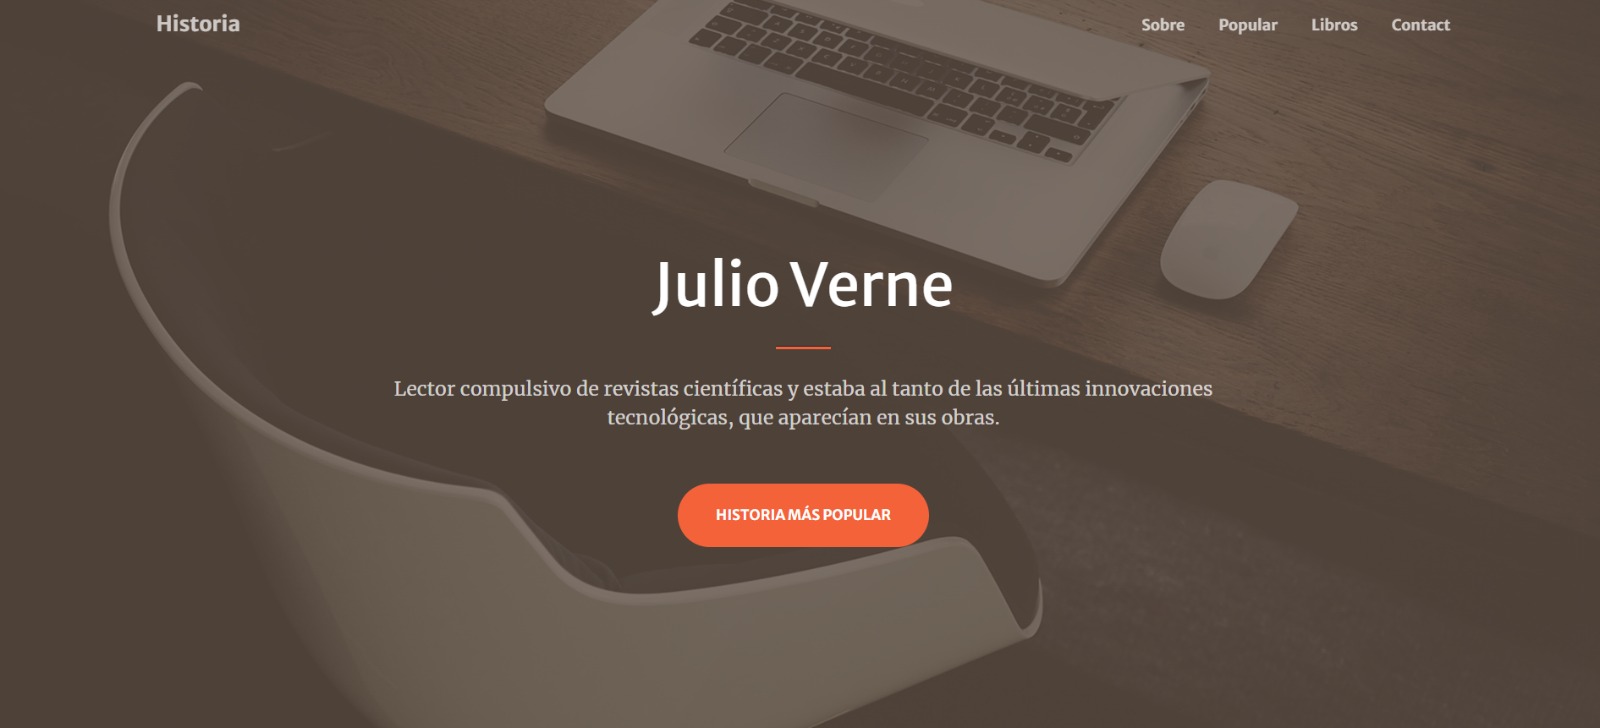 Historia
Sobre
Popular
Libros
Contact
Julio Verne
Lector compulsivo de revistas científicas y estaba al tanto de las últimas innovaciones
tecnológicas, que aparecían en sus obras.
HISTORIA MÁS POPULAR